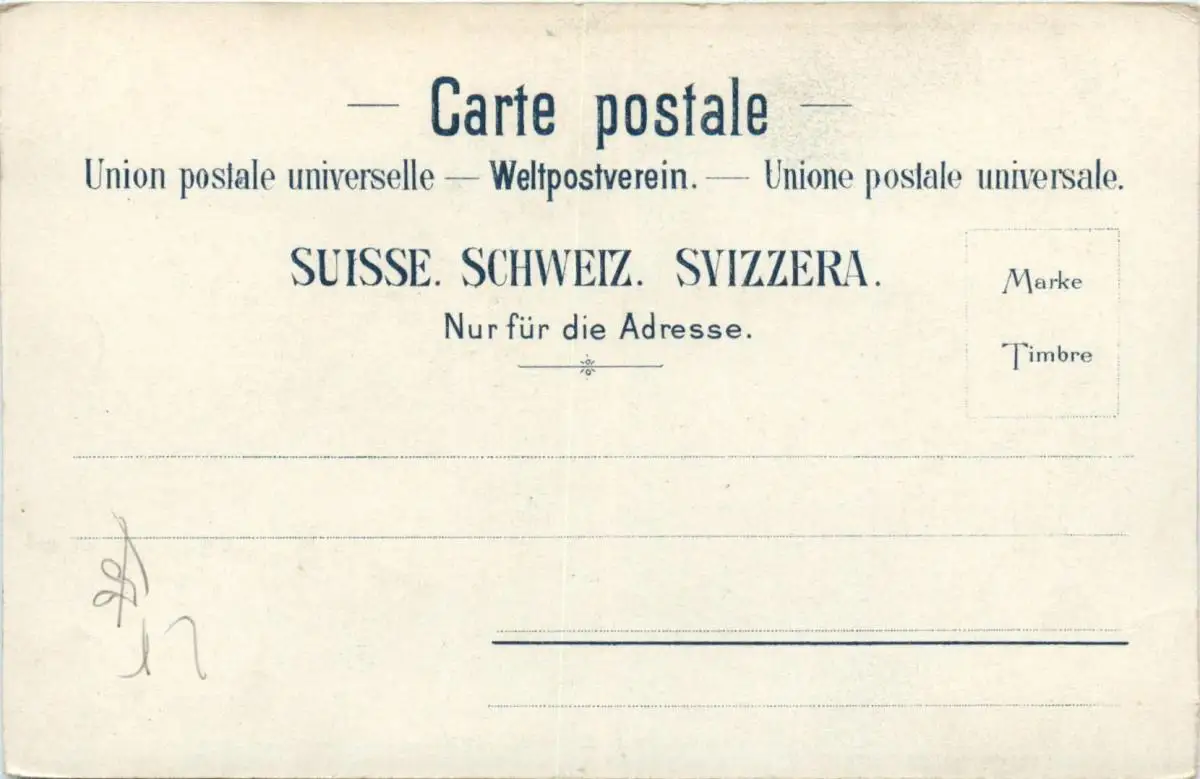 — Carte postale —
Union postale universelle — Weltpostverein. — Unione postale universale.
SUISSE. SCHWEIZ. SVIZZERA.
Nur für die Adresse.
Marke
Timbre